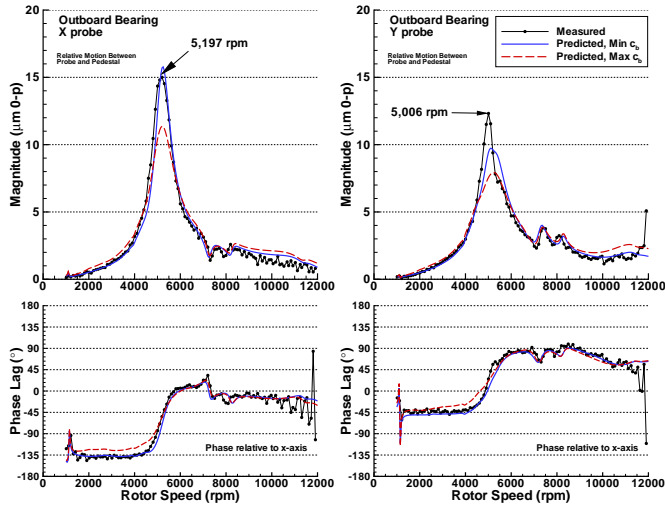 Outboard Bearing
X probe
Relative Motion Between
Probe and Pedestal
5,197 rpm
Magnitude (μm 0-p)
20
15
10
5
0
0 2000 4000 6000 8000 10000 12000
Outboard Bearing
Y probe
Relative Motion Between
Probe and Pedestal
Measured
Predicted, Min cb
Predicted, Max cb
5,006 rpm
Magnitude (μm 0-p)
20
15
10
5
0
0 2000 4000 6000 8000 10000 12000
Phase Lag (°)
180
135
90
45
0
-45
-90
-135
-180
Phase relative to x-axis
0 2000 4000 6000 8000 10000 12000
Rotor Speed (rpm)
Phase Lag (°)
180
135
90
45
0
-45
-90
-135
-180
Phase relative to x-axis
0 2000 4000 6000 8000 10000 12000
Rotor Speed (rpm)